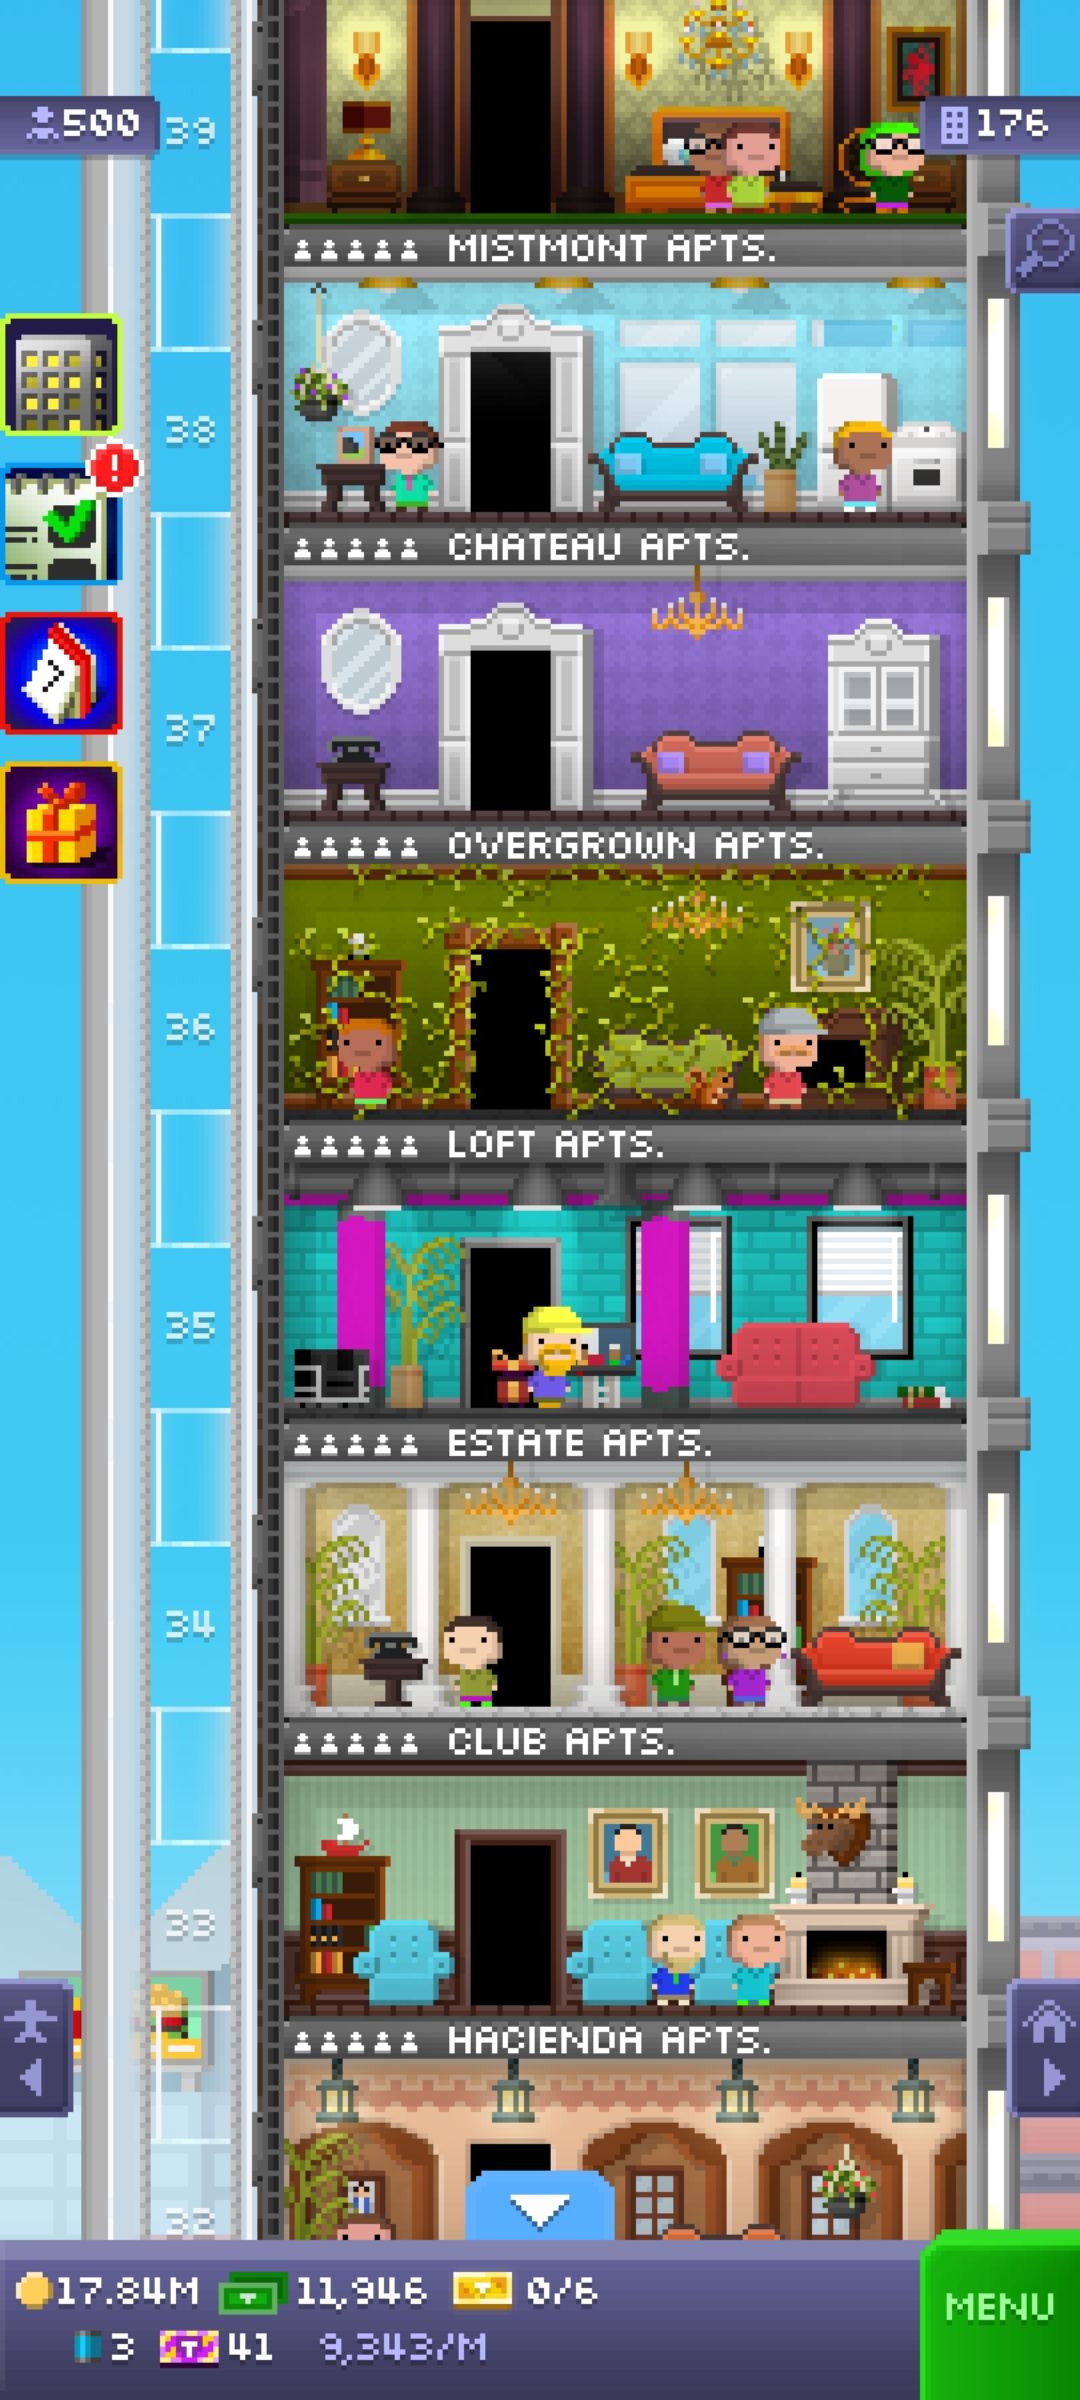 39
500
176
MISTMONT APTS.
38
CHATEAU APTS.
7
37
OVERGROWN APTS.
36
LOFT APTS.
35
ESTATE APTS.
34
CLUB APTS.
33
HACIENDA APTS.
32
17.84M 11,946 0/6
3 T 41 9,343/M
MENU